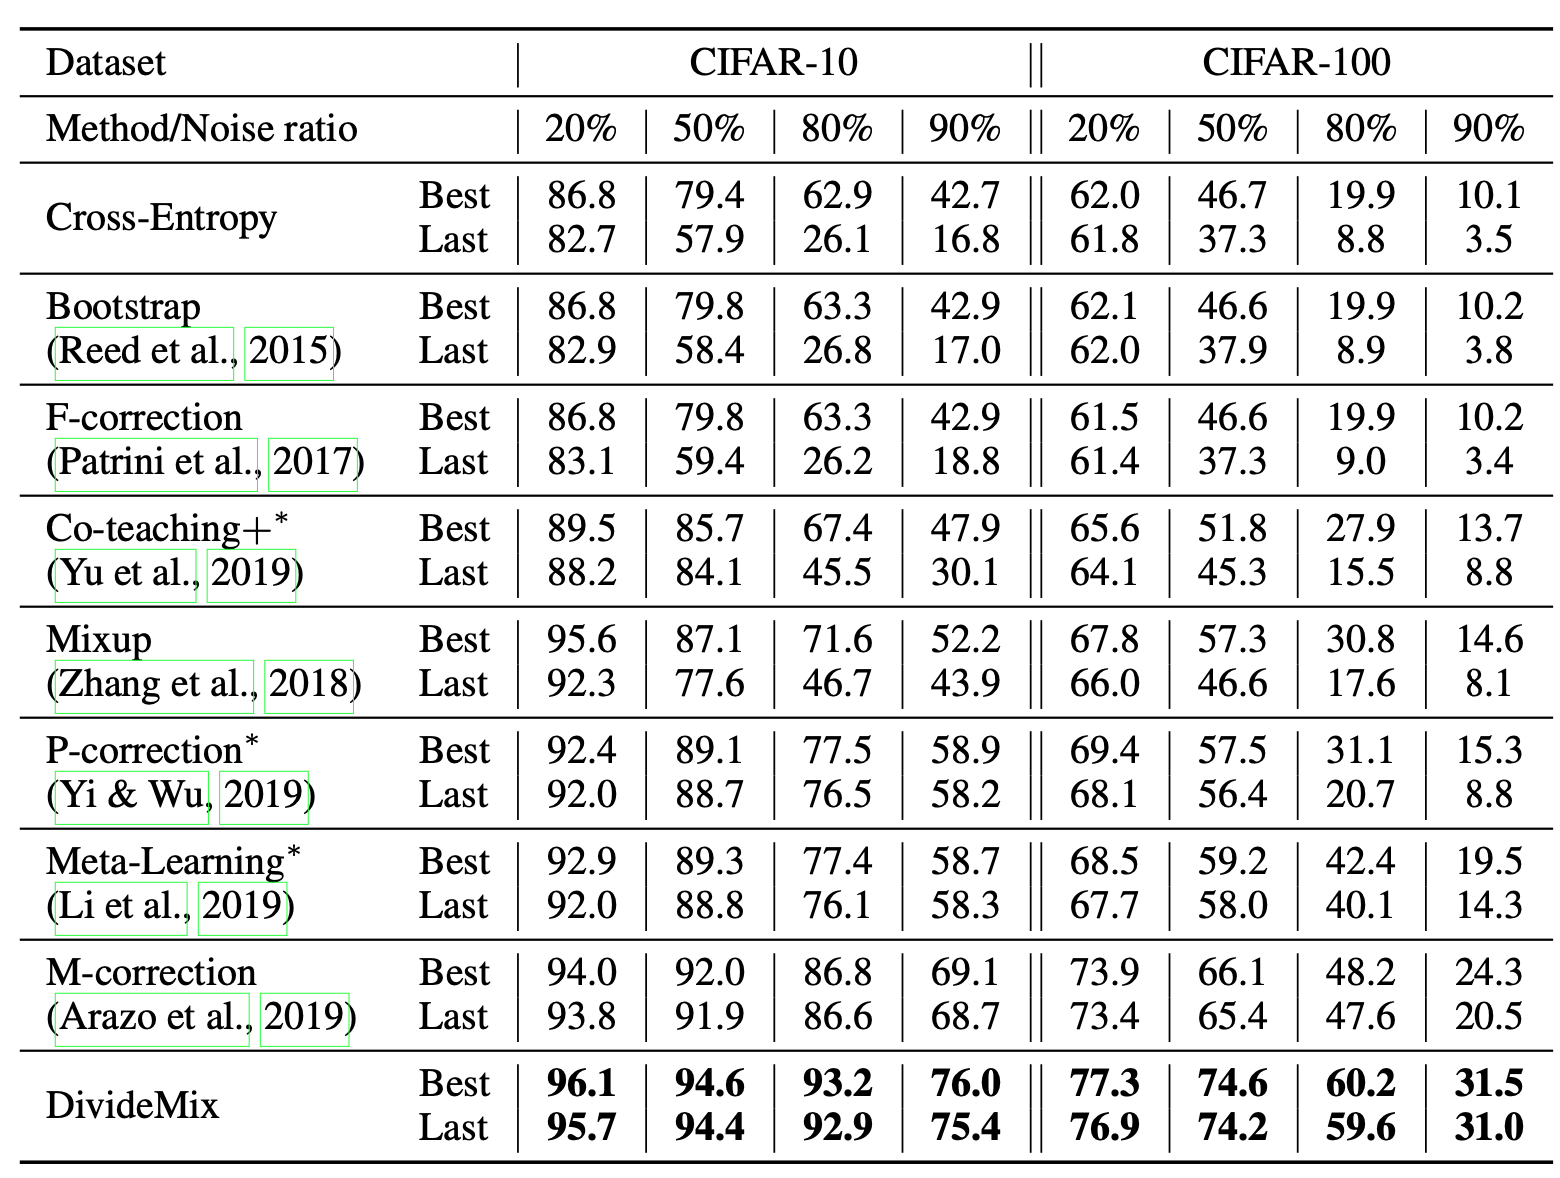 Dataset CIFAR-10 CIFAR-100
Method/Noise ratio 20% 50% 80% 90% 20% 50% 80% 90%
Cross-Entropy Best 86.8 79.4 62.9 42.7 62.0 46.7 19.9 10.1
Last 82.7 57.9 26.1 16.8 61.8 37.3 8.8 3.5
Bootstrap Best 86.8 79.8 63.3 42.9 62.1 46.6 19.9 10.2
(Reed et al., 2015) Last 82.9 58.4 26.8 17.0 62.0 37.9 8.9 3.8
F-correction Best 86.8 79.8 63.3 42.9 61.5 46.6 19.9 10.2
(Patrini et al., 2017) Last 83.1 59.4 26.2 18.8 61.4 37.3 9.0 3.4
Co-teaching+* Best 89.5 85.7 67.4 47.9 65.6 51.8 27.9 13.7
(Yu et al., 2019) Last 88.2 84.1 45.5 30.1 64.1 45.3 15.5 8.8
Mixup Best 95.6 87.1 71.6 52.2 67.8 57.3 30.8 14.6
(Zhang et al., 2018) Last 92.3 77.6 46.7 43.9 66.0 46.6 17.6 8.1
P-correction* Best 92.4 89.1 77.5 58.9 69.4 57.5 31.1 15.3
(Yi & Wu, 2019) Last 92.0 88.7 76.5 58.2 68.1 56.4 20.7 8.8
Meta-Learning* Best 92.9 89.3 77.4 58.7 68.5 59.2 42.4 19.5
(Li et al., 2019) Last 92.0 88.8 76.1 58.3 67.7 58.0 40.1 14.3
M-correction Best 94.0 92.0 86.8 69.1 73.9 66.1 48.2 24.3
(Arazo et al., 2019) Last 93.8 91.9 86.6 68.7 73.4 65.4 47.6 20.5
DivideMix Best 96.1 94.6 93.2 76.0 77.3 74.6 60.2 31.5
Last 95.7 94.4 92.9 75.4 76.9 74.2 59.6 31.0